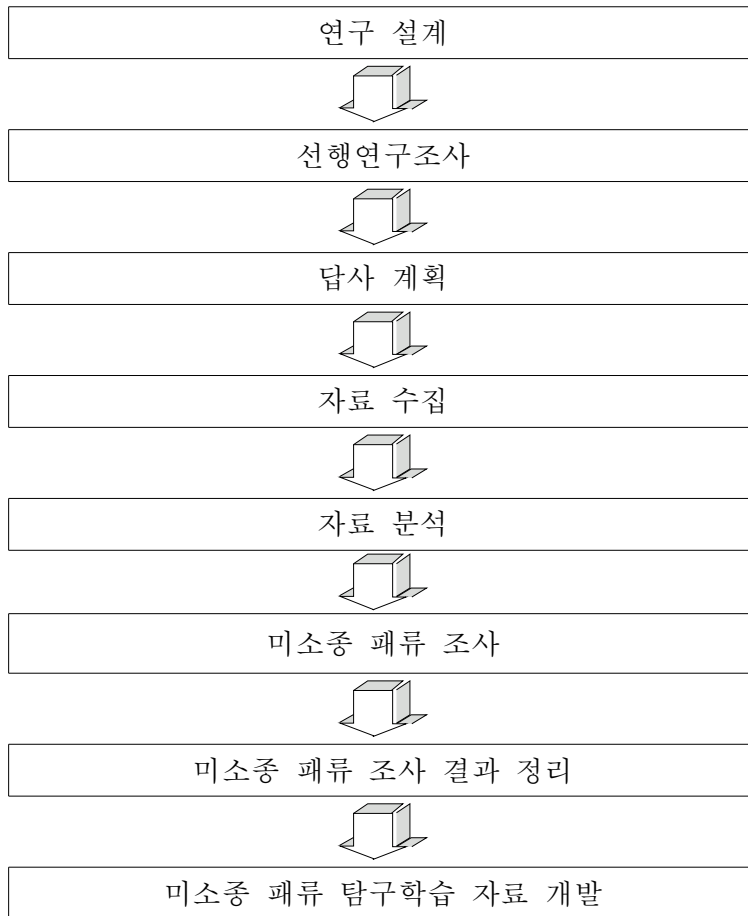 연구 설계
선행연구조사
답사 계획
자료 수집
자료 분석
미소종 패류 조사
미소종 패류 조사 결과 정리
미소종 패류 탐구학습 자료 개발